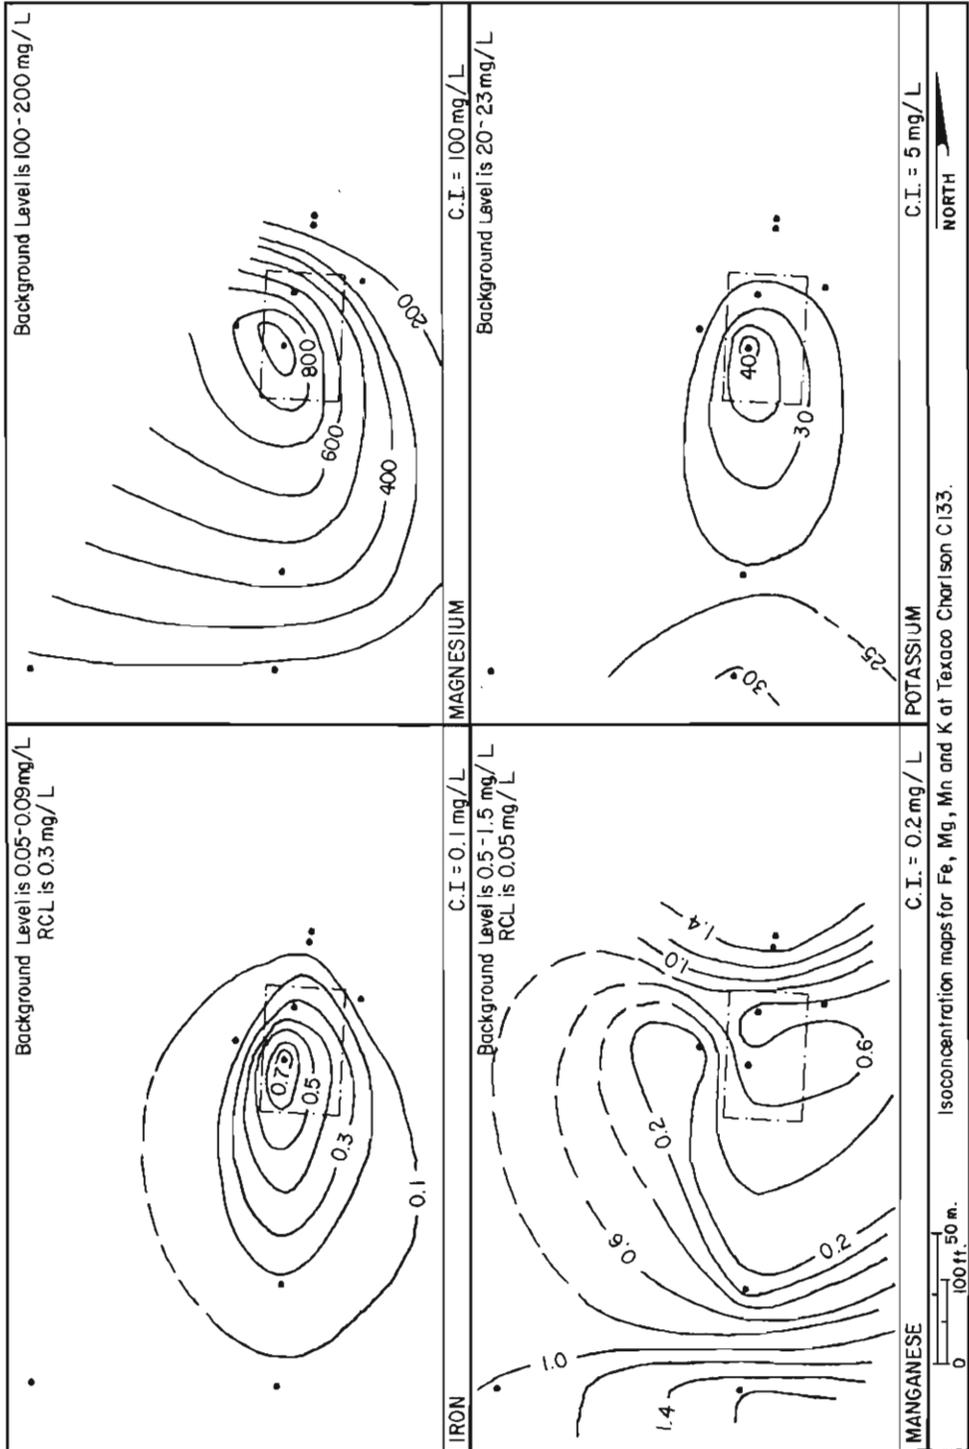 Background Level is 0.05-0.09mg/L
RCL is 0.3 mg/L
0.7
0.5
0.3
0.1
IRON
C.I = 0.1 mg/L
Background Level is 100-200 mg/L
800
600
400
200
MAGNESIUM
C.I. = 100 mg/L
Background Level is 0.5-1.5 mg/L
RCL is 0.05 mg/L
1.4
1.0
0.6
0.2
0.6
0.2
1.0
1.4
MANGANESE
C.I. = 0.2 mg/L
Background Level is 20-23 mg/L
40
30
30
25
POTASSIUM
C.I. = 5 mg/L
0 100 ft. 50 m.
Isoconcentration maps for Fe, Mg, Mn and K at Texaco Charlson C133.
NORTH